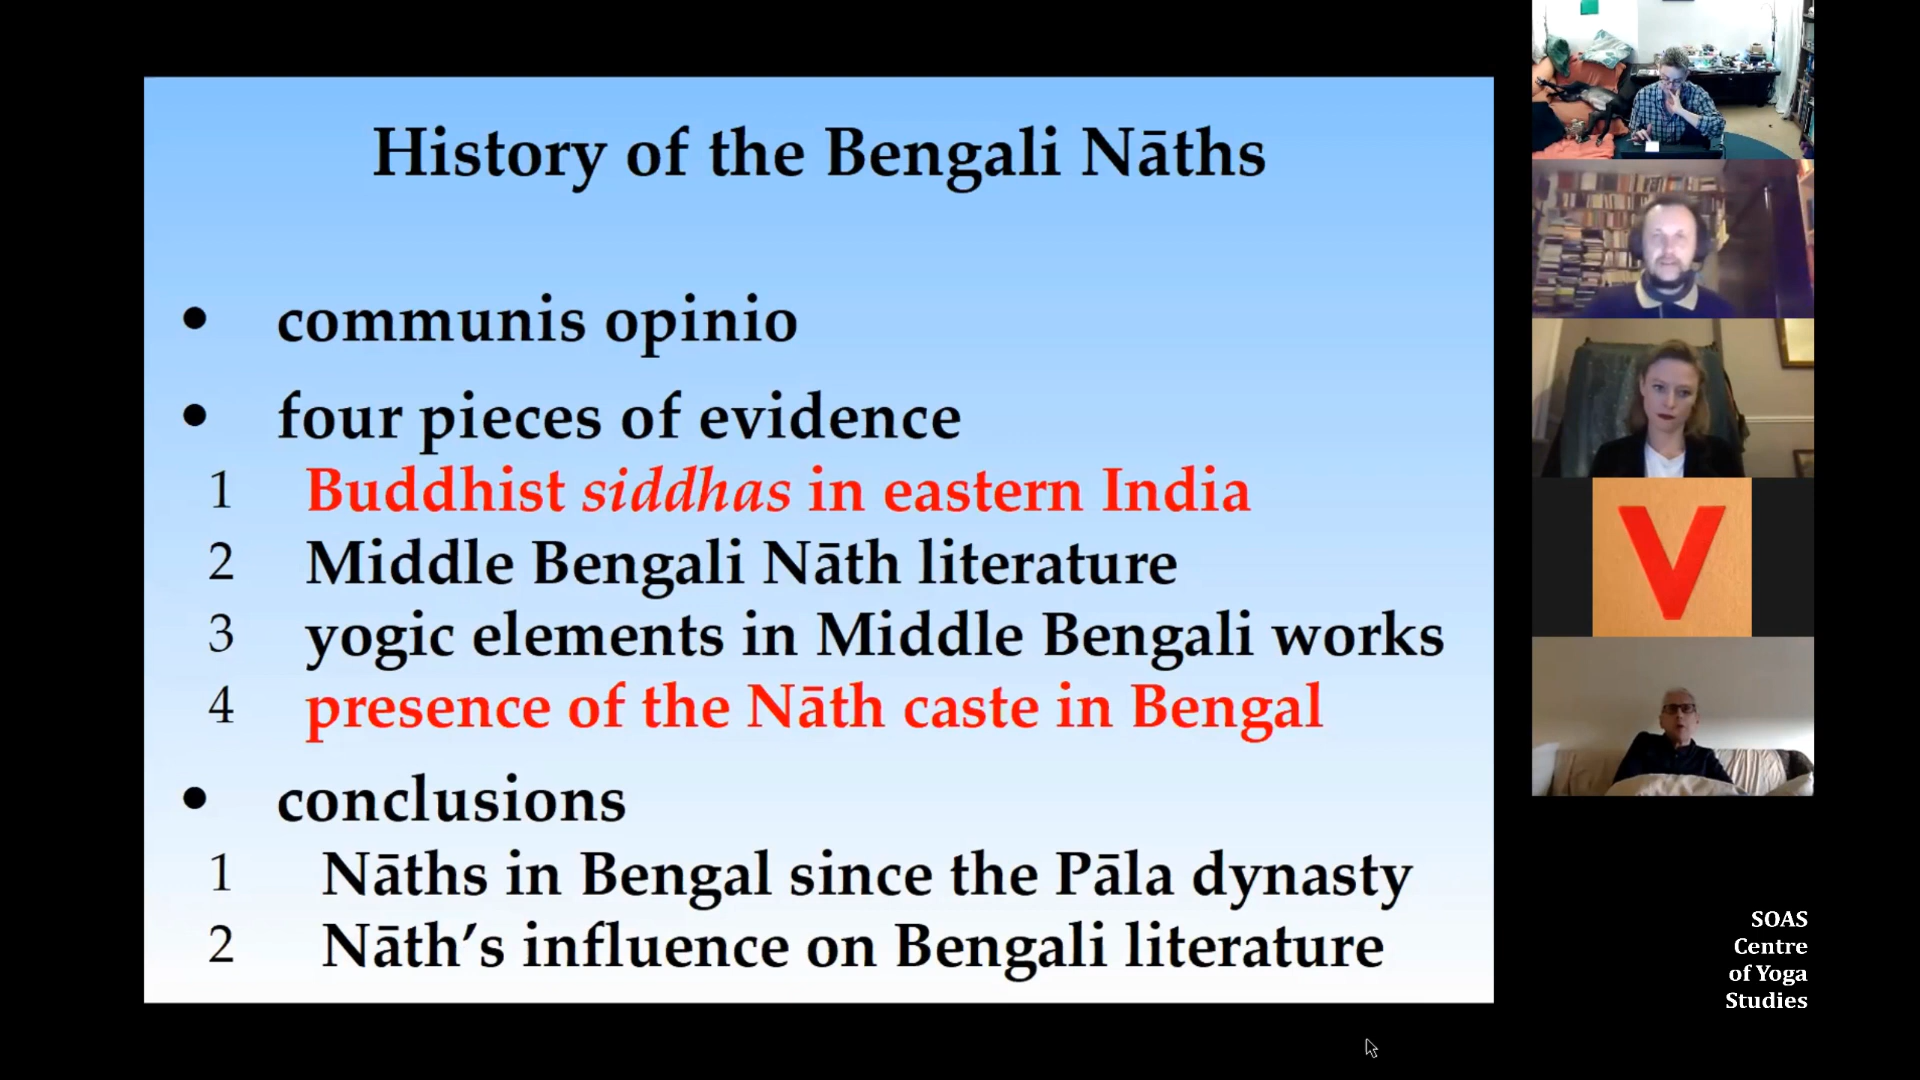 History of the Bengali Nāths
• communis opinio
• four pieces of evidence
1 Buddhist siddhas in eastern India
2 Middle Bengali Nāth literature
3 yogic elements in Middle Bengali works
4 presence of the Nāth caste in Bengal
• conclusions
1 Nāths in Bengal since the Pāla dynasty
2 Nāth’s influence on Bengali literature
V
SOAS
Centre
of Yoga
Studies